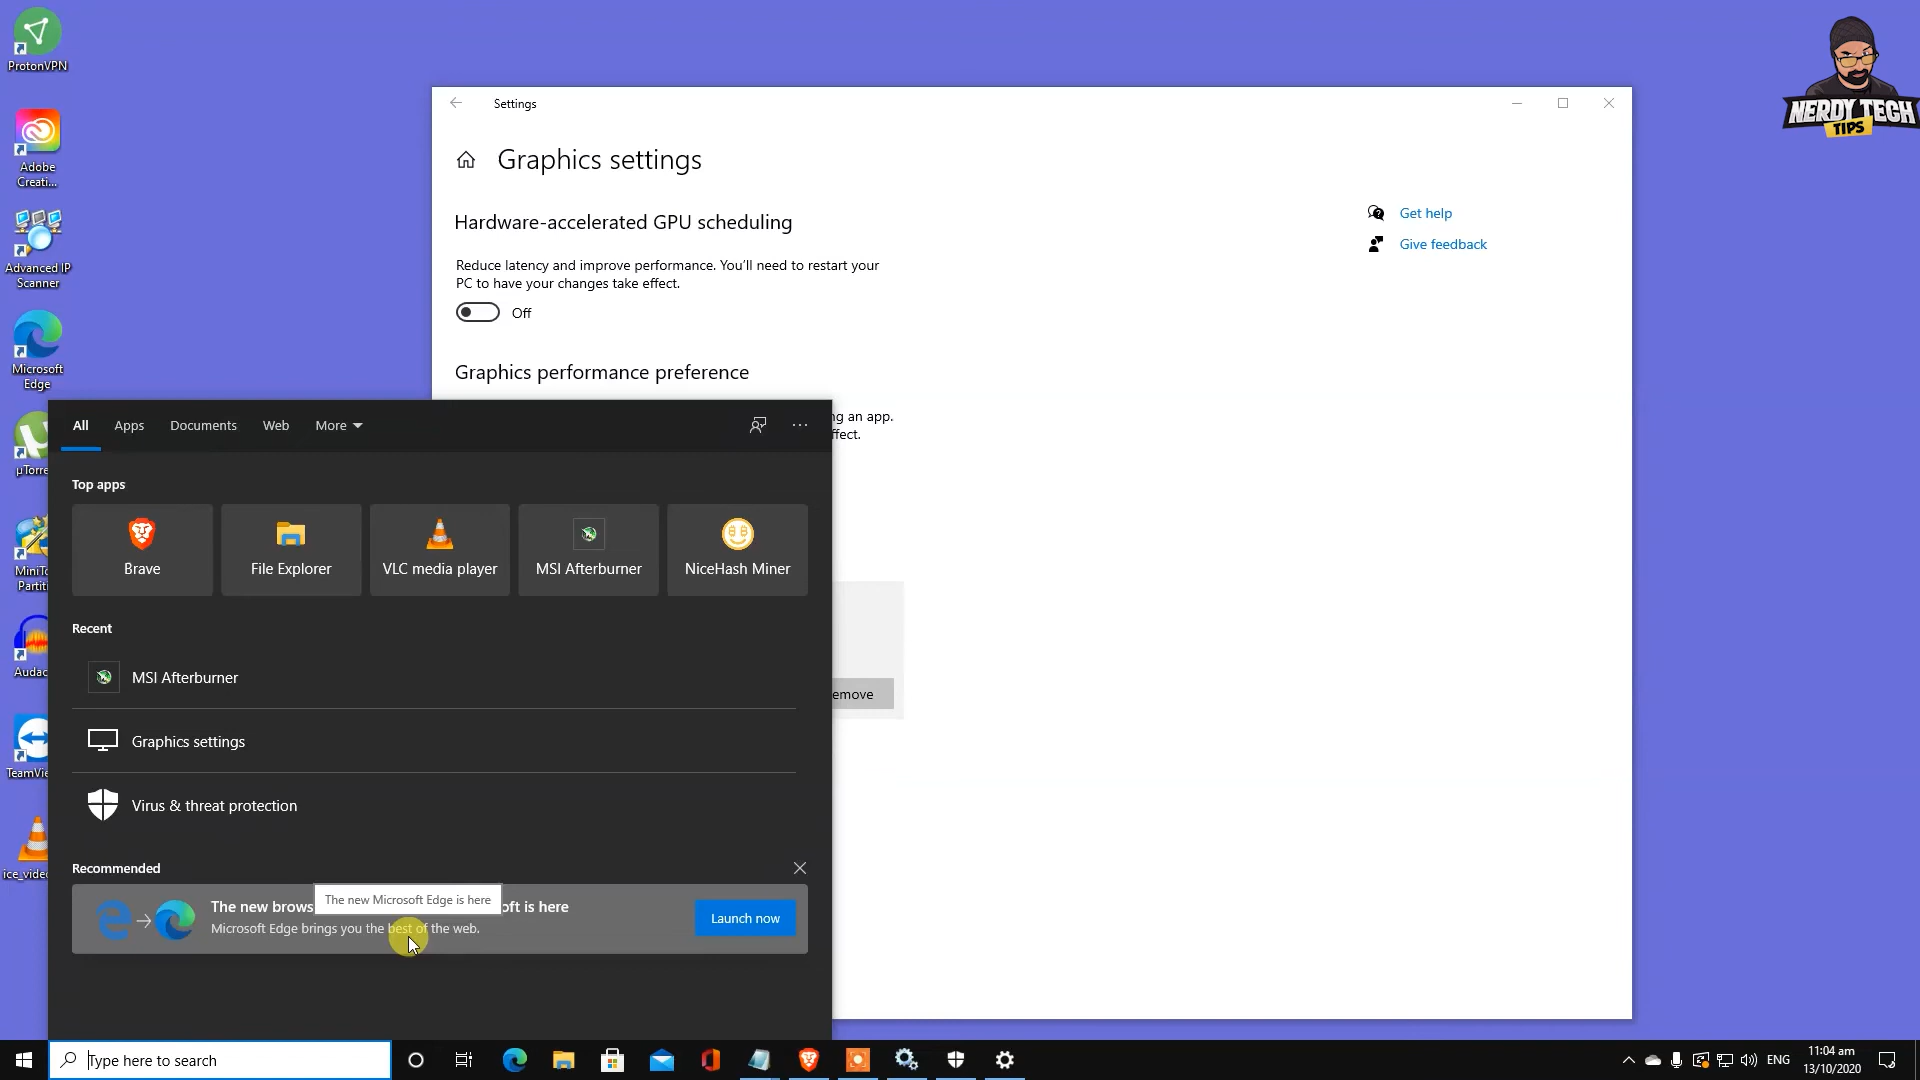 ProtonVPN
Adobe
Creati...
Advanced IP
Scanner
Microsoft
Edge
µTorre
MiniTo
Partiti
Audac
TeamVie
ice_video
NERDY TECH
TIPS
Settings
Graphics settings
Hardware-accelerated GPU scheduling
Reduce latency and improve performance. You'll need to restart your
PC to have your changes take effect.
Off
Graphics performance preference
ng an app.
ffect.
emove
Get help
Give feedback
All Apps Documents Web More
Top apps
Brave File Explorer VLC media player MSI Afterburner NiceHash Miner
Recent
MSI Afterburner
Graphics settings
Virus & threat protection
Recommended
The new Microsoft Edge is here
The new brows oft is here
Microsoft Edge brings you the best of the web.
Launch now
Type here to search
ENG
11:04 am
13/10/2020